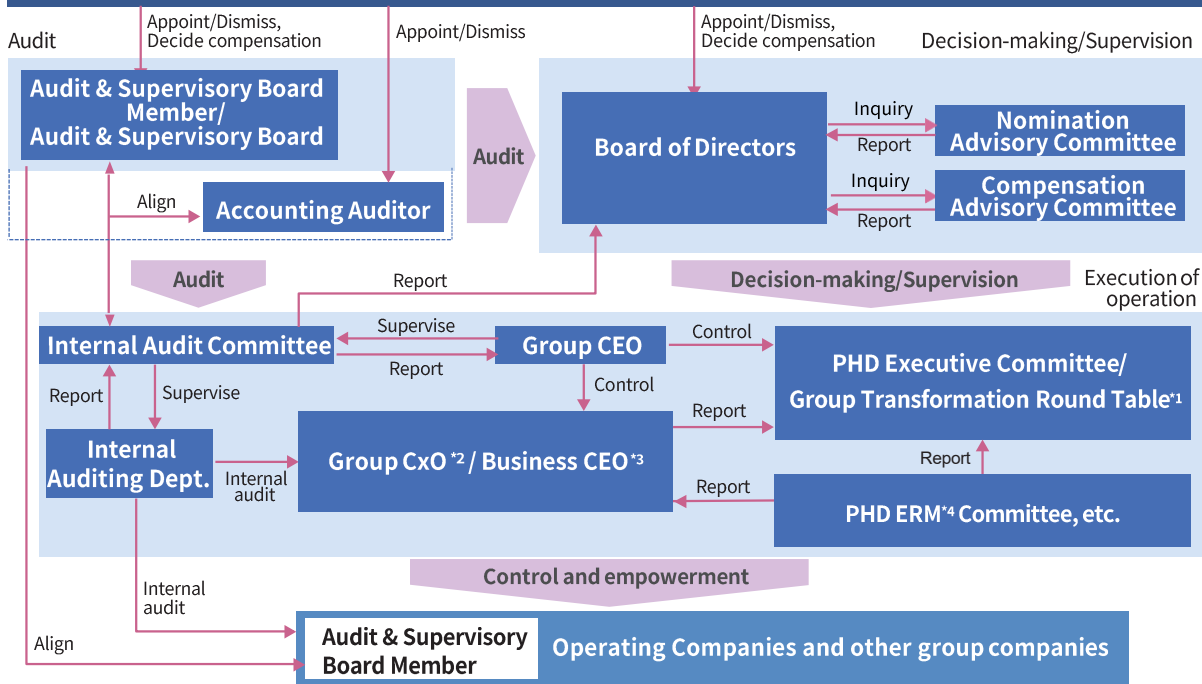 Appoint/Dismiss,
Decide compensation
Appoint/Dismiss
Appoint/Dismiss,
Decide compensation
Audit
Decision-making/Supervision
Audit & Supervisory Board
Member/
Audit & Supervisory Board
Audit
Board of Directors
Inquiry
Report
Nomination
Advisory Committee
Inquiry
Report
Compensation
Advisory Committee
Align
Accounting Auditor
Audit
Report
Decision-making/Supervision
Execution of
operation
Internal Audit Committee
Supervise
Report
Group CEO
Control
PHD Executive Committee/
Group Transformation Round Table*1
Report
Supervise
Control
Report
Internal
Auditing Dept.
Internal
audit
Group CxO *2 / Business CEO*3
Report
Report
PHD ERM*4 Committee, etc.
Control and empowerment
Internal
audit
Align
Audit & Supervisory
Board Member
Operating Companies and other group companies